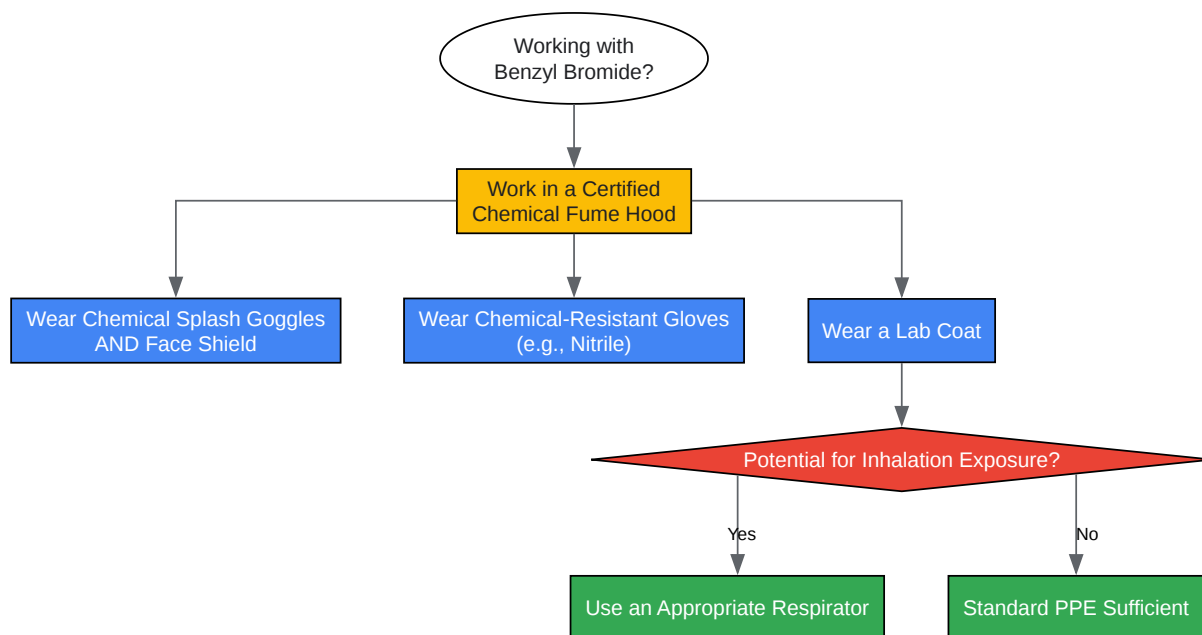 Working with
Benzyl Bromide?
Work in a Certified
Chemical Fume Hood
Wear Chemical Splash Goggles
AND Face Shield
Wear Chemical-Resistant Gloves
(e.g., Nitrile)
Wear a Lab Coat
Potential for Inhalation Exposure?
Yes
No
Use an Appropriate Respirator
Standard PPE Sufficient